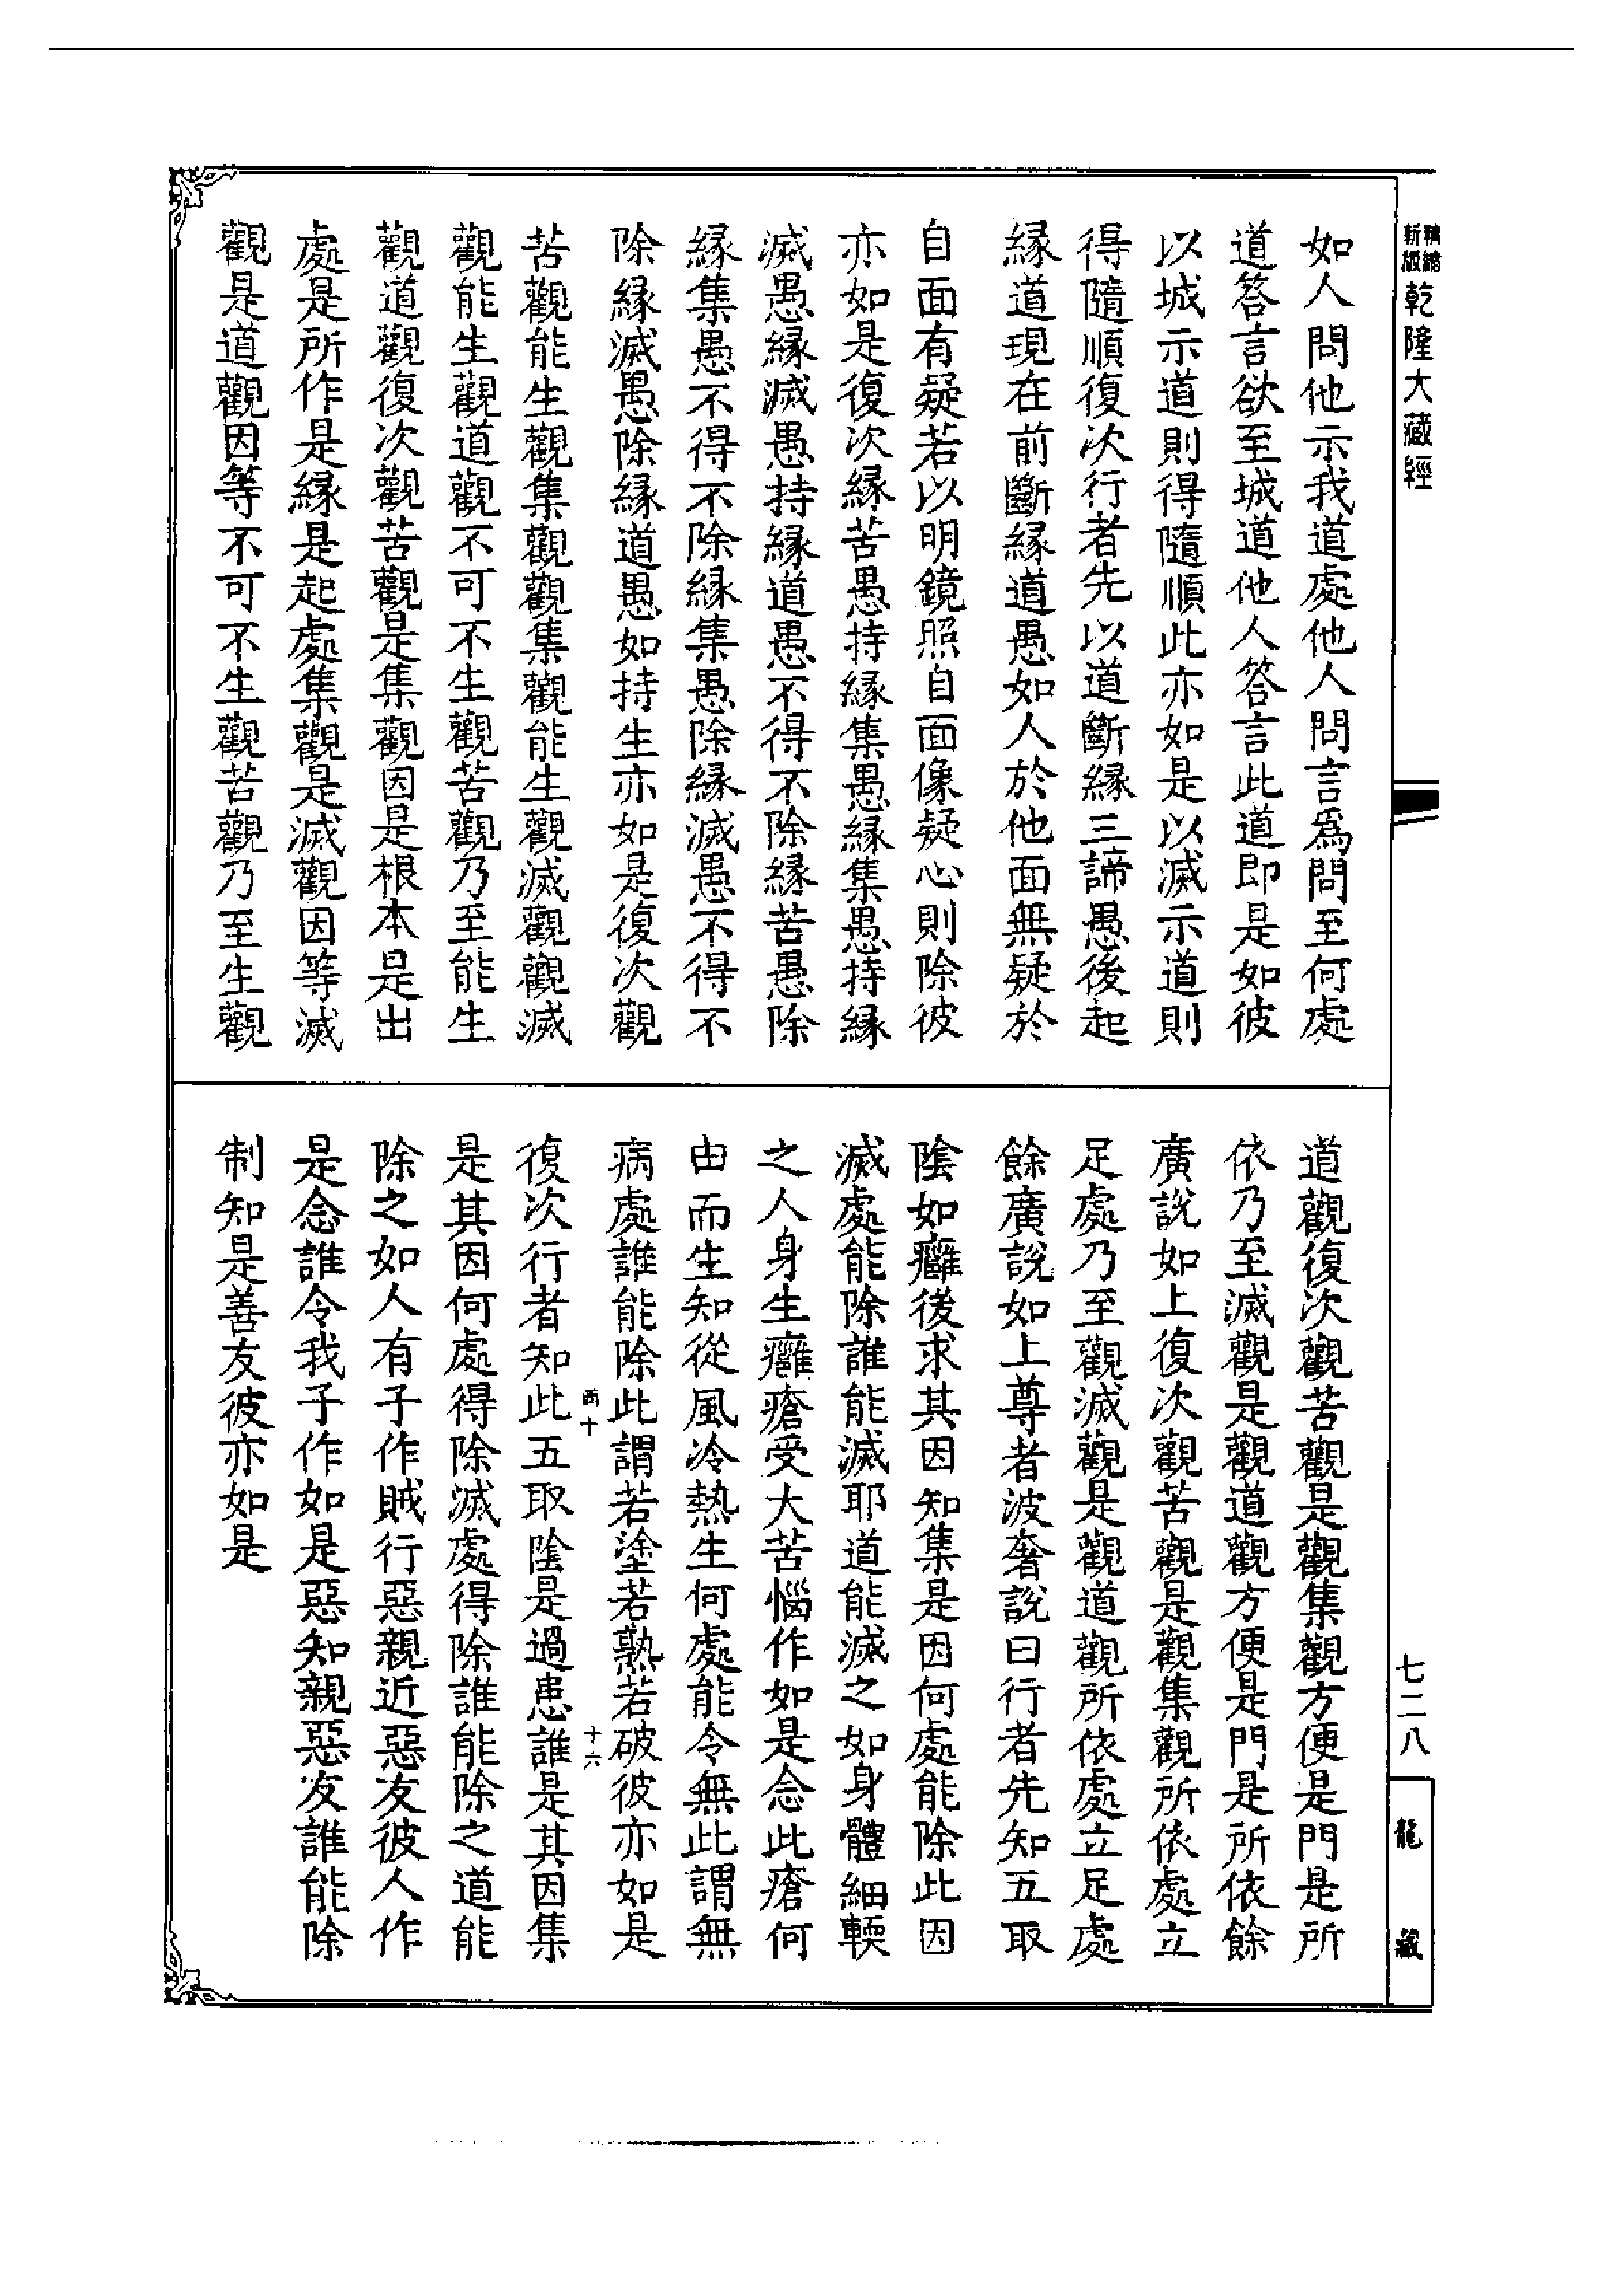 精縮
新版
乾隆大藏經
如人問他示我道處他人問言爲問至何處
道答言欲至城道他人答言此道即是如彼
以城示道則得隨順此亦如是以滅示道則
得隨順復次行者先以道斷緣三諦愚後起
緣道現在前斷緣道愚如人於他面無疑於
自面有疑若以明鏡照自面像疑心則除彼
亦如是復次緣苦愚持緣集愚緣集愚持緣
滅愚緣滅愚持緣道愚不得不除緣苦愚除
緣集愚不得不除緣集愚除緣滅愚不得不
除緣滅愚除緣道愚如持生亦如是復次觀
苦觀能生觀集觀觀集觀能生觀滅觀觀滅
觀能生觀道觀不可不生觀苦觀乃至能生
觀道觀復次觀苦觀是集觀因是根本是出
處是所作是緣是起處集觀是滅觀因等滅
觀是道觀因等不可不生觀苦觀乃至生觀
道觀復次觀苦觀是觀集觀方便是門是所
依乃至滅觀是觀道觀方便是門是所依餘
廣說如上復次觀苦觀是觀集觀所依處立
足處乃至觀滅觀是觀道觀所依處立足處
餘廣說如上尊者波奢說曰行者先知五取
陰如癰後求其因知集是因何處能除此因
滅處能除誰能滅耶道能滅之如身體細輭
之人身生癰瘡受大苦惱作如是念此瘡何
由而生知從風冷熱生何處能令無此謂無
病處誰能除此謂若塗若熟若破彼亦如是
復次行者知此五取陰是過患誰是其因集
是其因何處得除滅處得除誰能除之道能
除之如人有子作賊行惡親近惡友彼人作
是念誰令我子作如是惡知親惡友誰能除
制知是善友彼亦如是
十六
七二八
龍藏